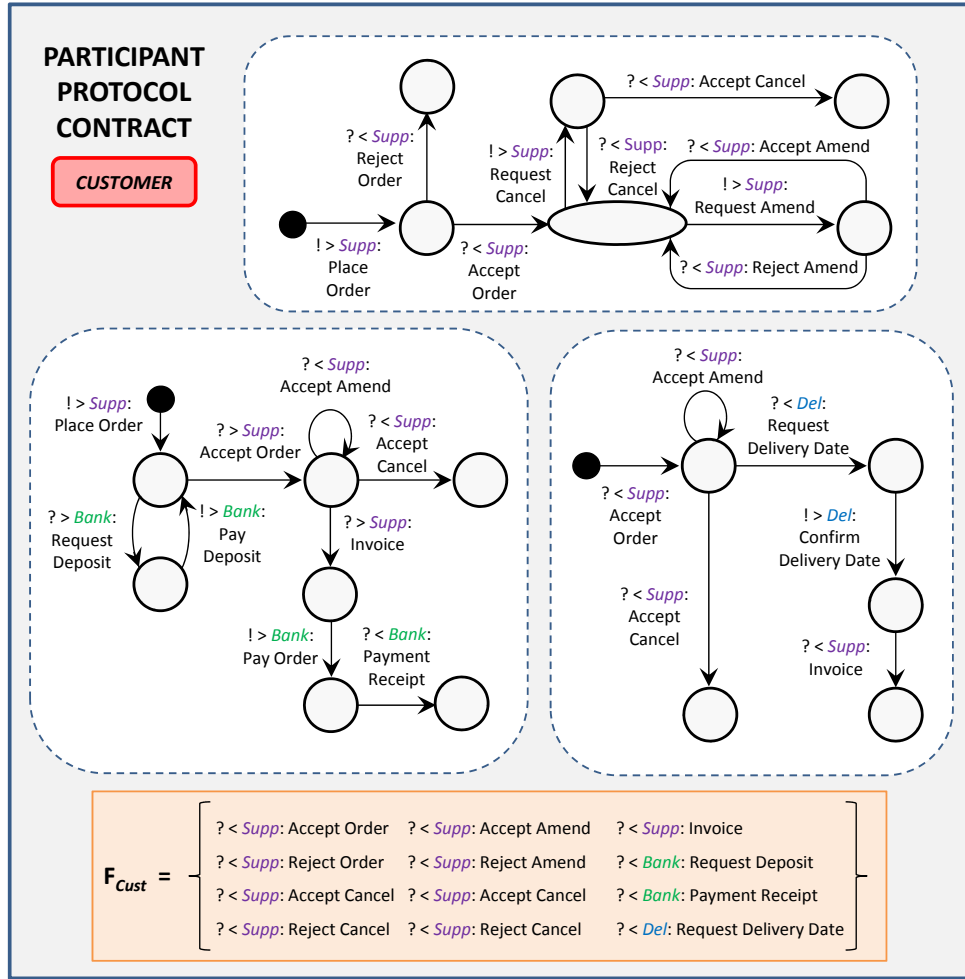 PARTICIPANT
PROTOCOL
CONTRACT
CUSTOMER
? < Supp:
Reject
Order
! > Supp:
Place
Order
? < Supp:
Accept
Order
! > Supp:
Request
Cancel
? < Supp:
Reject
Cancel
? < Supp: Accept Cancel
? < Supp: Accept Amend
! > Supp:
Request Amend
? < Supp: Reject Amend
! > Supp:
Place Order
? > Supp:
Accept Order
? < Supp:
Accept Amend
? < Supp:
Accept
Cancel
? > Bank:
Request
Deposit
! > Bank:
Pay
Deposit
? > Supp:
Invoice
! > Bank:
Pay Order
? < Bank:
Payment
Receipt
? < Supp:
Accept Amend
? < Del:
Request
Delivery Date
? < Supp:
Accept
Order
! > Del:
Confirm
Delivery Date
? < Supp:
Accept
Cancel
? < Supp:
Invoice
F Cust =
? < Supp: Accept Order ? < Supp: Accept Amend ? < Supp: Invoice
? < Supp: Reject Order ? < Supp: Reject Amend ? < Bank: Request Deposit
? < Supp: Accept Cancel ? < Supp: Accept Cancel ? < Bank: Payment Receipt
? < Supp: Reject Cancel ? < Supp: Reject Cancel ? < Del: Request Delivery Date